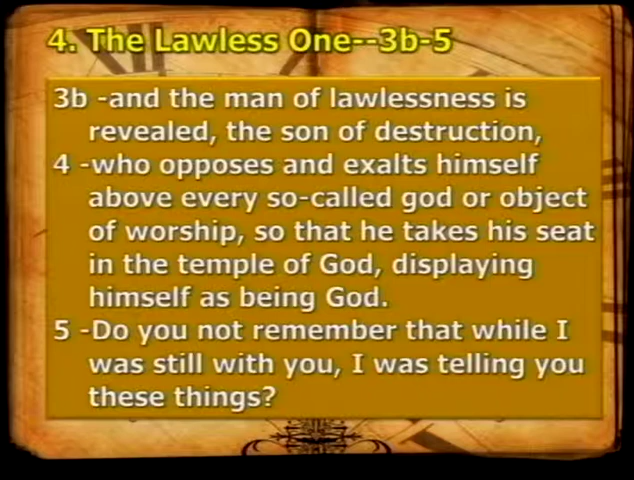 4. The Lawless One--3b-5
3b -and the man of lawlessness is
revealed, the son of destruction,
4 -who opposes and exalts himself
above every so-called god or object
of worship, so that he takes his seat
in the temple of God, displaying
himself as being God.
5 -Do you not remember that while I
was still with you, I was telling you
these things?